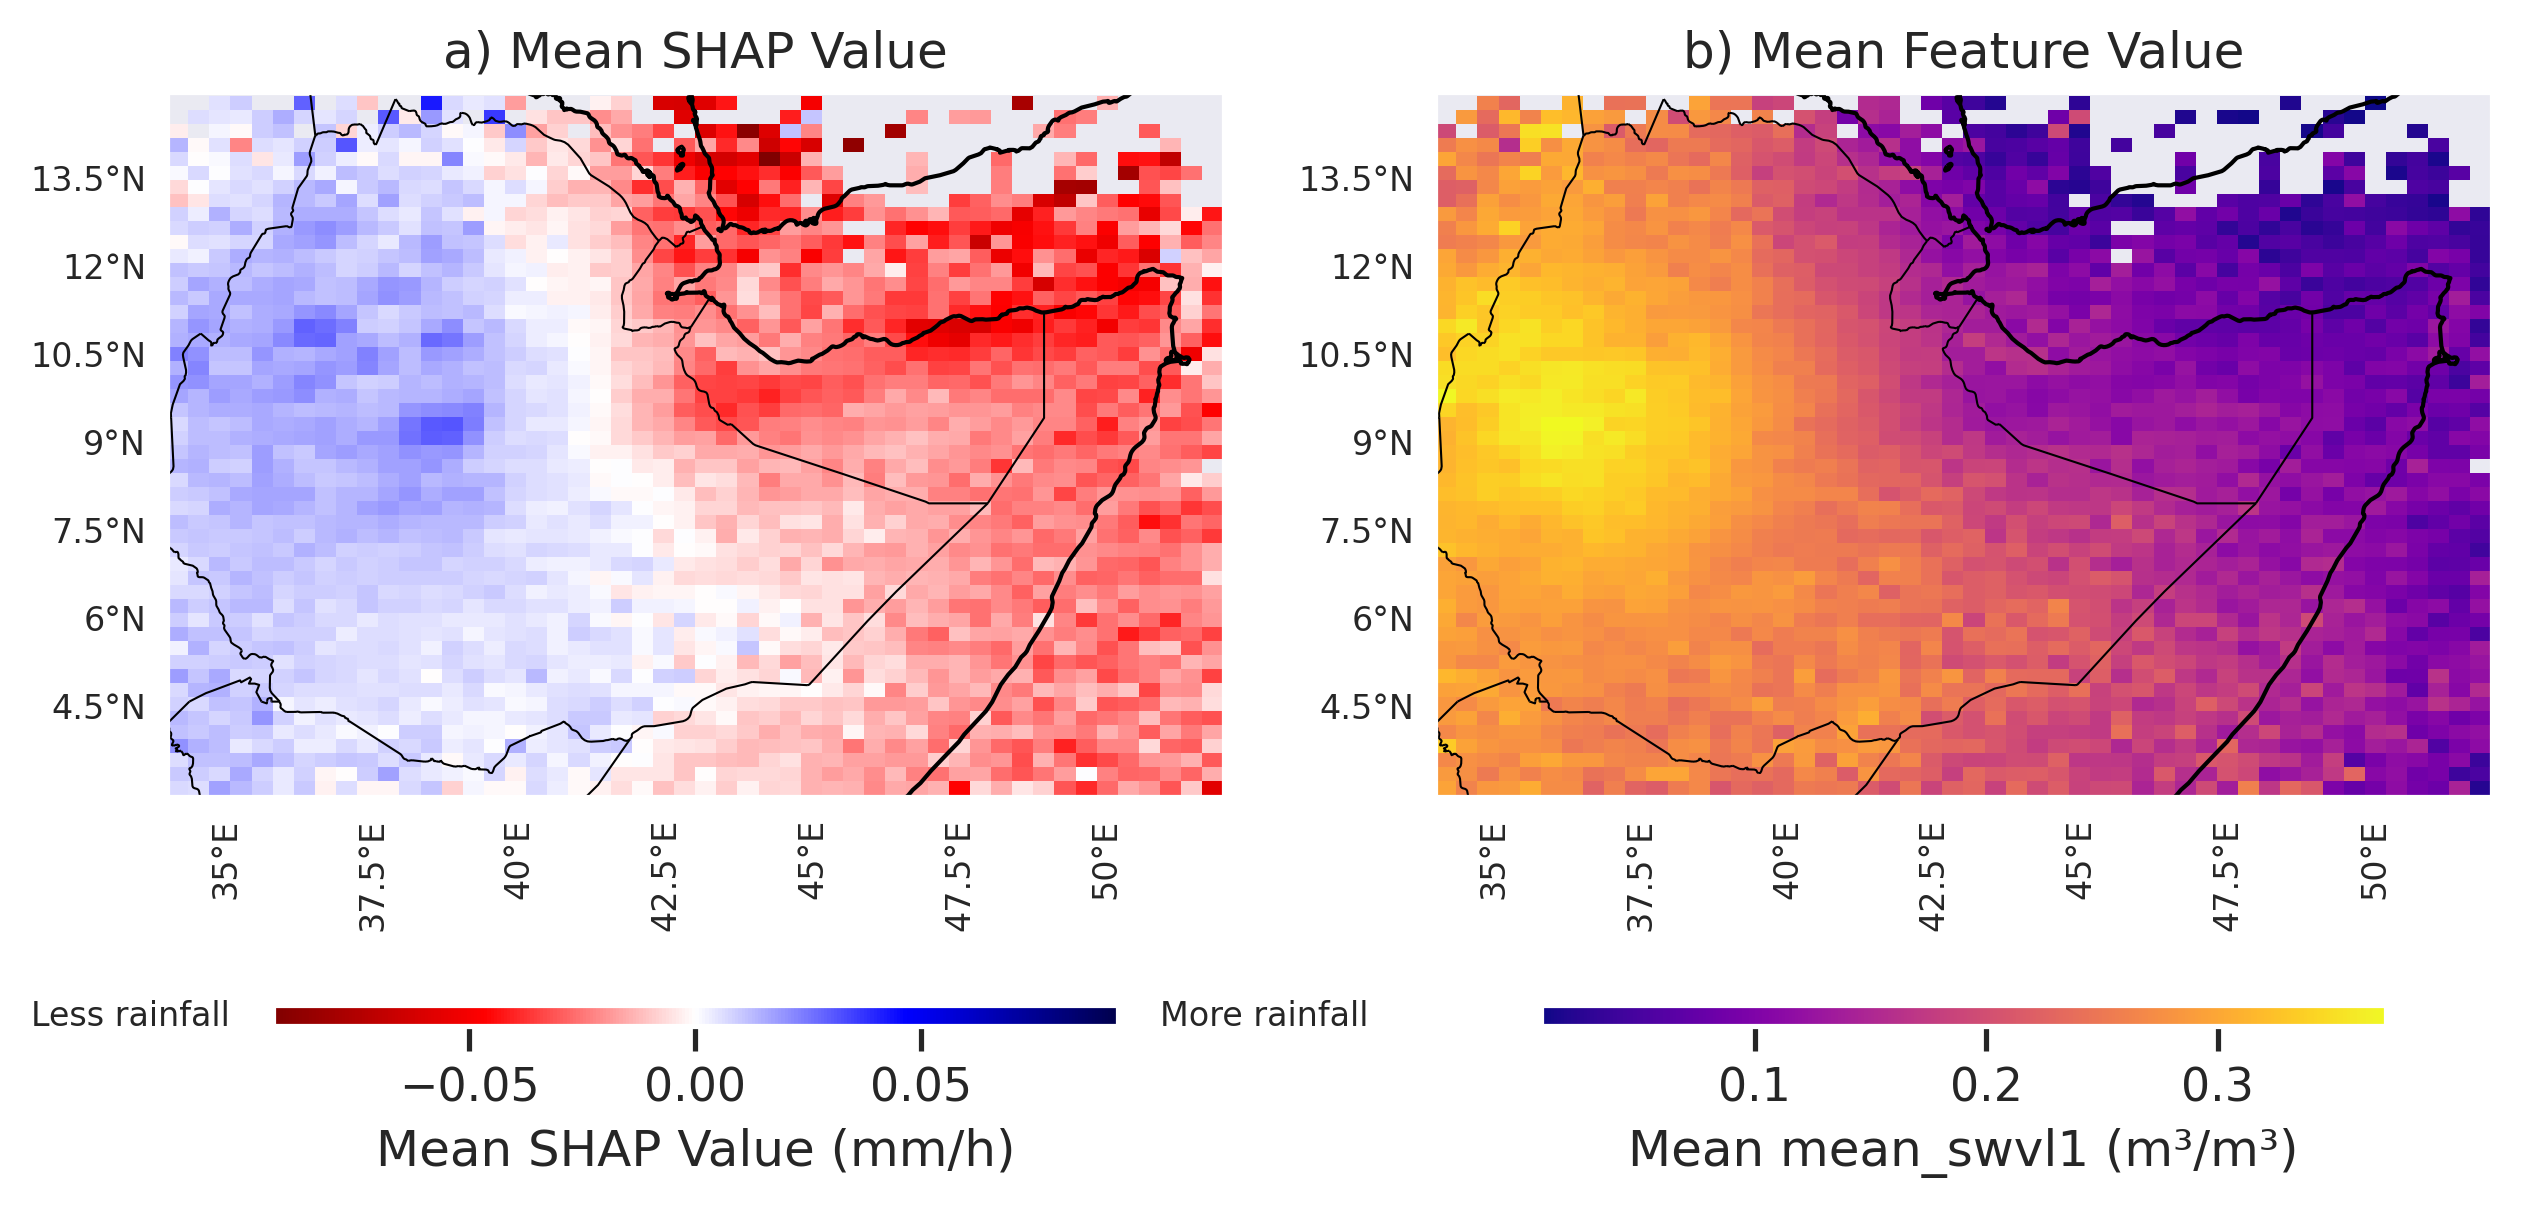 a) Mean SHAP Value
13.5°N
12°N
10.5°N
9°N
7.5°N
6°N
4.5°N
35°E
37.5°E
40°E
42.5°E
45°E
47.5°E
50°E
Less rainfall
More rainfall
−0.05
0.00
0.05
Mean SHAP Value (mm/h)
b) Mean Feature Value
13.5°N
12°N
10.5°N
9°N
7.5°N
6°N
4.5°N
35°E
37.5°E
40°E
42.5°E
45°E
47.5°E
50°E
0.1
0.2
0.3
Mean mean_swvl1 (m³/m³)